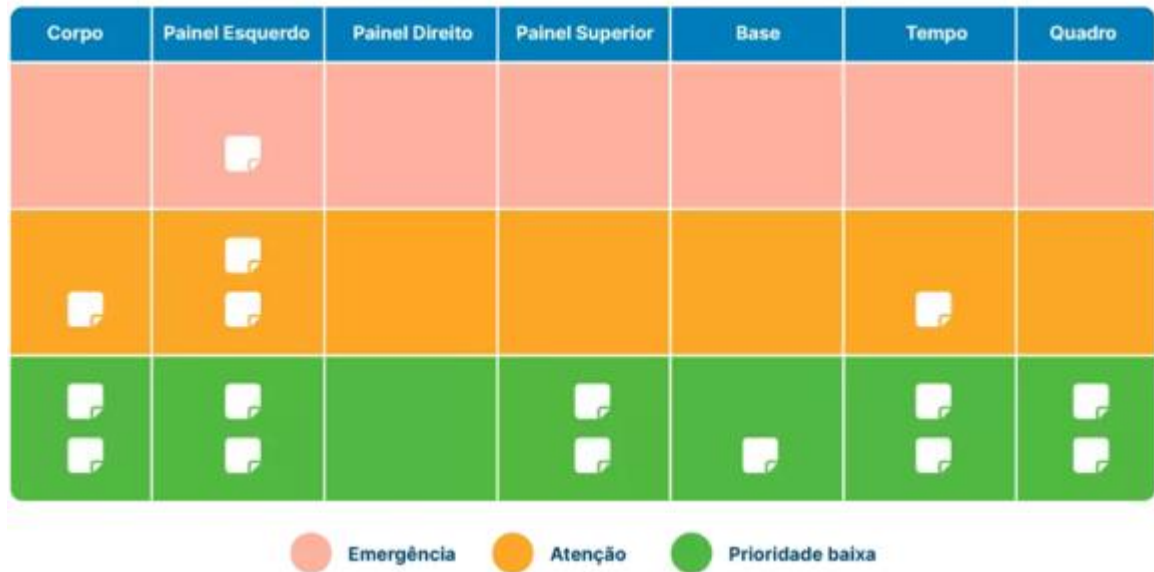 Corpo Painel Esquerdo Painel Direito Painel Superior Base Tempo Quadro
Emergência Atenção Prioridade baixa